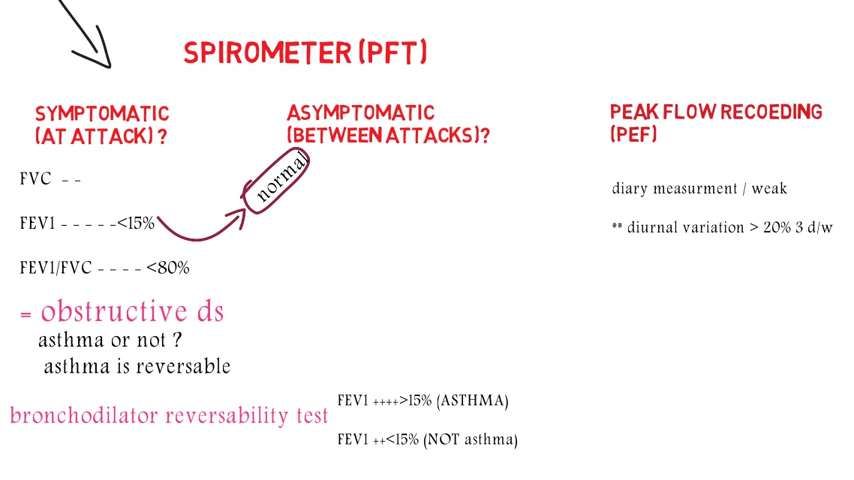 SPIROMETER (PFT)
SYMPTOMATIC
(AT ATTACK) ?
FVC - -
FEV1 - - - - -<15%
FEV1/FVC - - - - <80%
= obstructive ds
asthma or not ?
asthma is reversable
bronchodilator reversability test
FEV1 ++++>15% (ASTHMA)
FEV1 ++<15% (NOT asthma)
ASYMPTOMATIC
(BETWEEN ATTACKS)?
normal
PEAK FLOW RECOEDING
(PEF)
diary measurment / weak
** diurnal variation > 20% 3 d/w